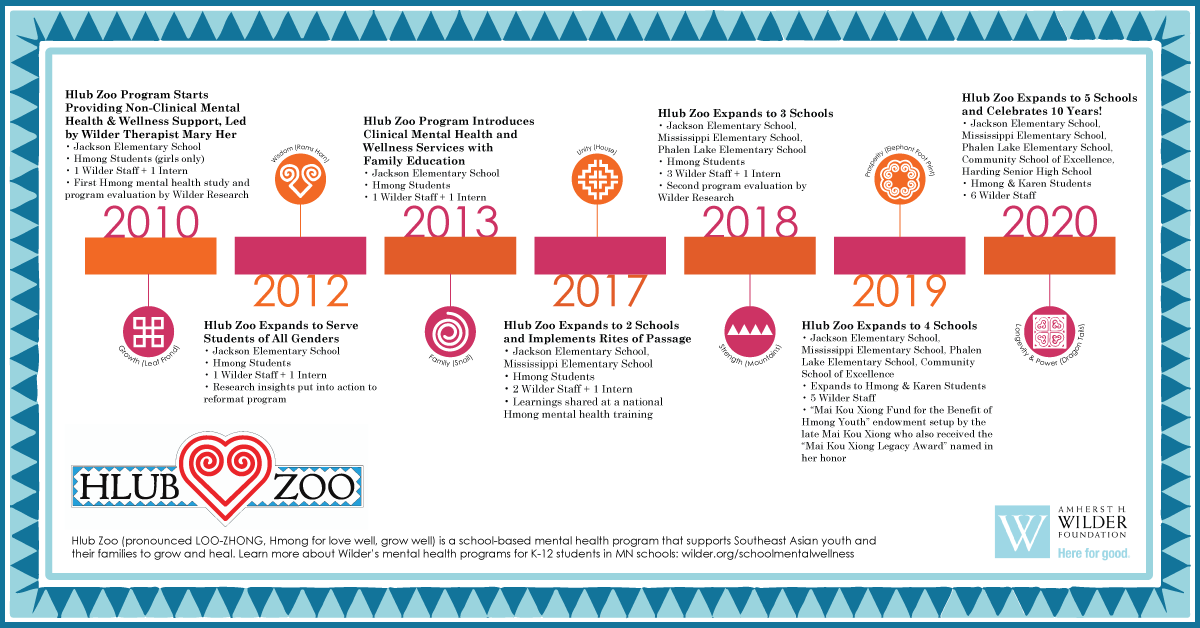 Hlub Zoo Program Starts
Providing Non-Clinical Mental
Health & Wellness Support, Led
by Wilder Therapist Mary Her
• Jackson Elementary School
• Hmong Students (girls only)
• 1 Wilder Staff + 1 Intern
• First Hmong mental health study and
program evaluation by Wilder Research
2010
Growth (Leaf Frond)
Wisdom (Rams Horn)
2012
Hlub Zoo Expands to Serve
Students of All Genders
• Jackson Elementary School
• Hmong Students
• 1 Wilder Staff + 1 Intern
• Research insights put into action to
reformat program
Hlub Zoo Program Introduces
Clinical Mental Health and
Wellness Services with
Family Education
• Jackson Elementary School
• Hmong Students
• 1 Wilder Staff + 1 Intern
2013
Family (Snail)
Unity (House)
2017
Hlub Zoo Expands to 2 Schools
and Implements Rites of Passage
• Jackson Elementary School,
Mississippi Elementary School
• Hmong Students
• 2 Wilder Staff + 1 Intern
• Learnings shared at a national
Hmong mental health training
Hlub Zoo Expands to 3 Schools
• Jackson Elementary School,
Mississippi Elementary School,
Phalen Lake Elementary School
• Hmong Students
• 3 Wilder Staff + 1 Intern
• Second program evaluation by
Wilder Research
2018
Strength (Mountains)
Prosperity (Elephant Foot Print)
2019
Hlub Zoo Expands to 4 Schools
• Jackson Elementary School,
Mississippi Elementary School, Phalen
Lake Elementary School, Community
School of Excellence
• Expands to Hmong & Karen Students
• 5 Wilder Staff
• “Mai Kou Xiong Fund for the Benefit of
Hmong Youth” endowment setup by the
late Mai Kou Xiong who also received the
“Mai Kou Xiong Legacy Award” named in
her honor
Hlub Zoo Expands to 5 Schools
and Celebrates 10 Years!
• Jackson Elementary School,
Mississippi Elementary School,
Phalen Lake Elementary School,
Community School of Excellence,
Harding Senior High School
• Hmong & Karen Students
• 6 Wilder Staff
2020
Longevity & Power (Dragon Tails)
HLUB ZOO
Hlub Zoo (pronounced LOO-ZHONG, Hmong for love well, grow well) is a school-based mental health program that supports Southeast Asian youth and
their families to grow and heal. Learn more about Wilder’s mental health programs for K-12 students in MN schools: wilder.org/schoolmentalwellness
W
AMHERST H.
WILDER
FOUNDATION
Here for good.